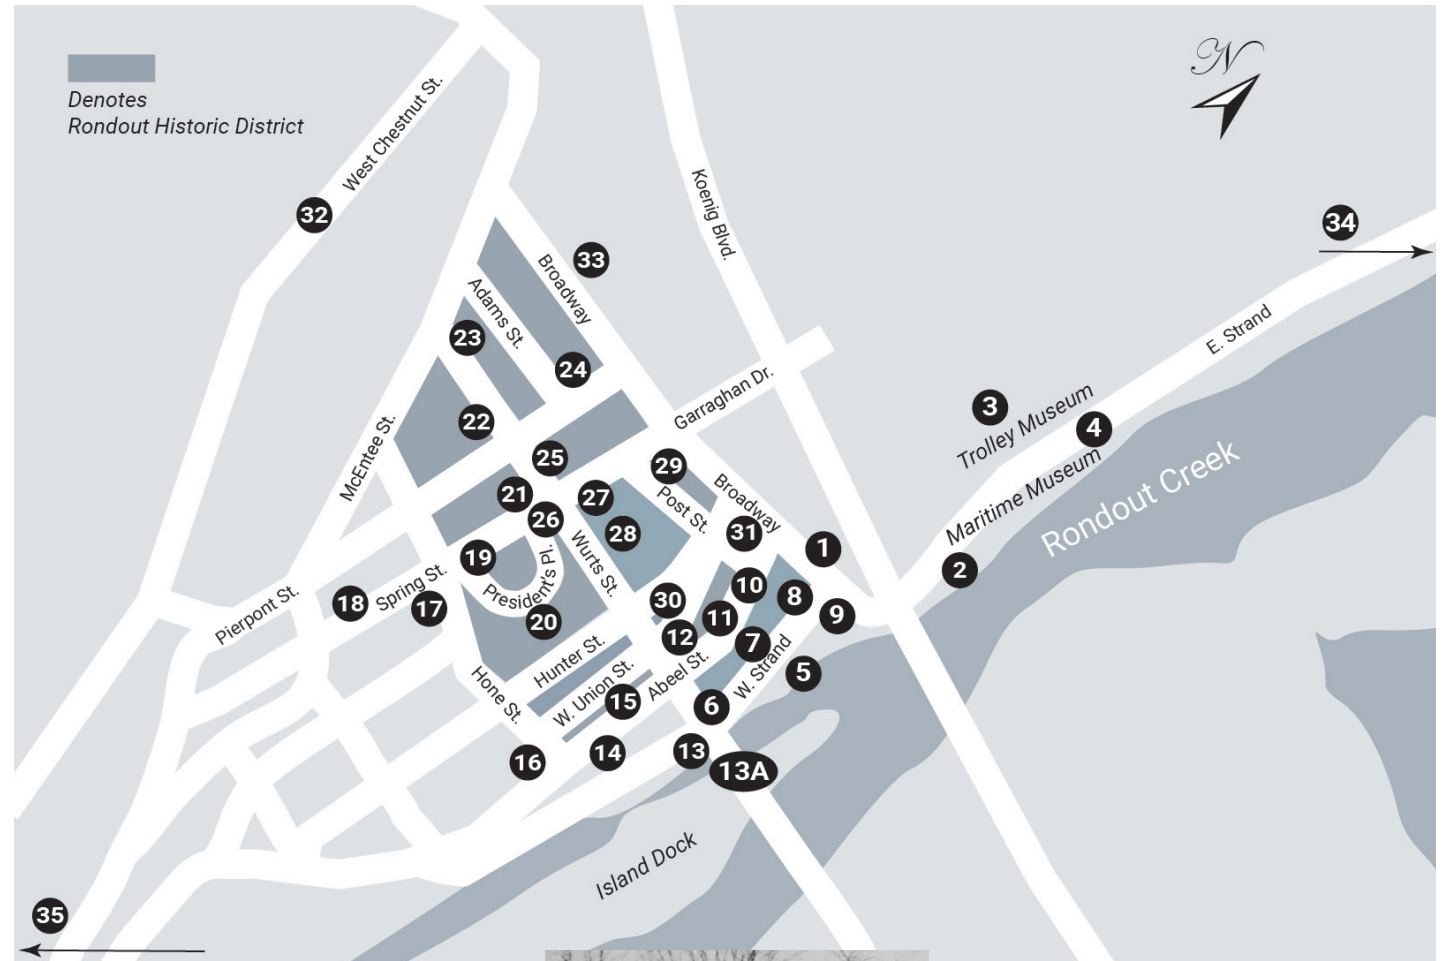 N
Denotes
Rondout Historic District
West Chestnut St.
32
Koenig Blvd.
34
33
Broadway
Adams St.
23
24
E. Strand
Garraghan Dr.
3
Trolley Museum
4
22
McEntee St.
25
29
Maritime Museum
Rondout Creek
21
27
Post St.
Broadway
26
28
31
1
19
President's Pl.
Wurts St.
2
18
Spring St.
17
Pierpont St.
20
30
10
8
9
11
12
7
Hunter St.
W. Union St.
Abeel St.
W. Strand
5
Hone St.
15
6
16
14
13
13A
Island Dock
35